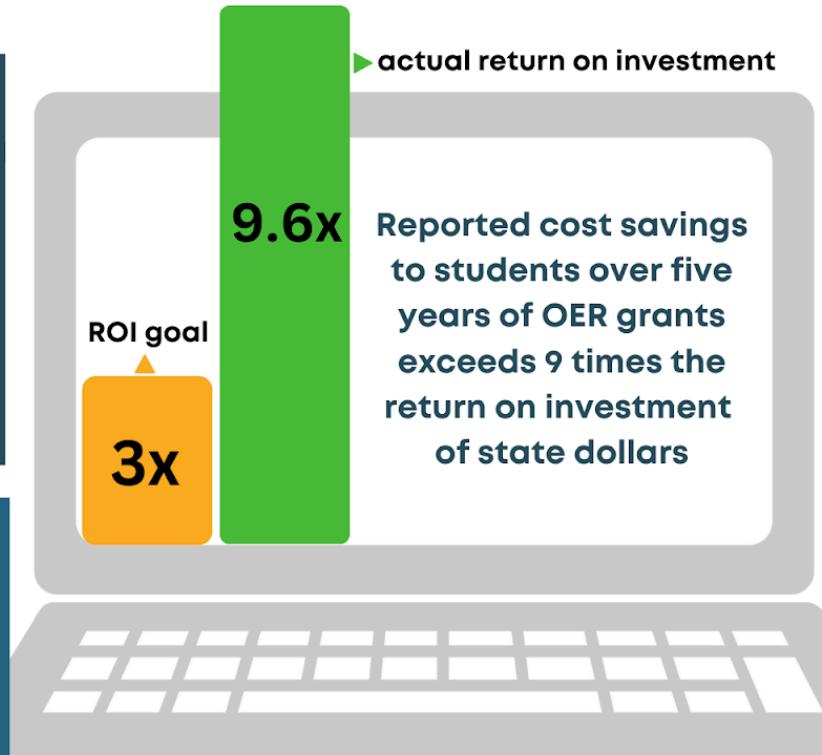 actual return on investment
9.6x
Reported cost savings
to students over five
years of OER grants
exceeds 9 times the
return on investment
of state dollars
ROI goal
3x